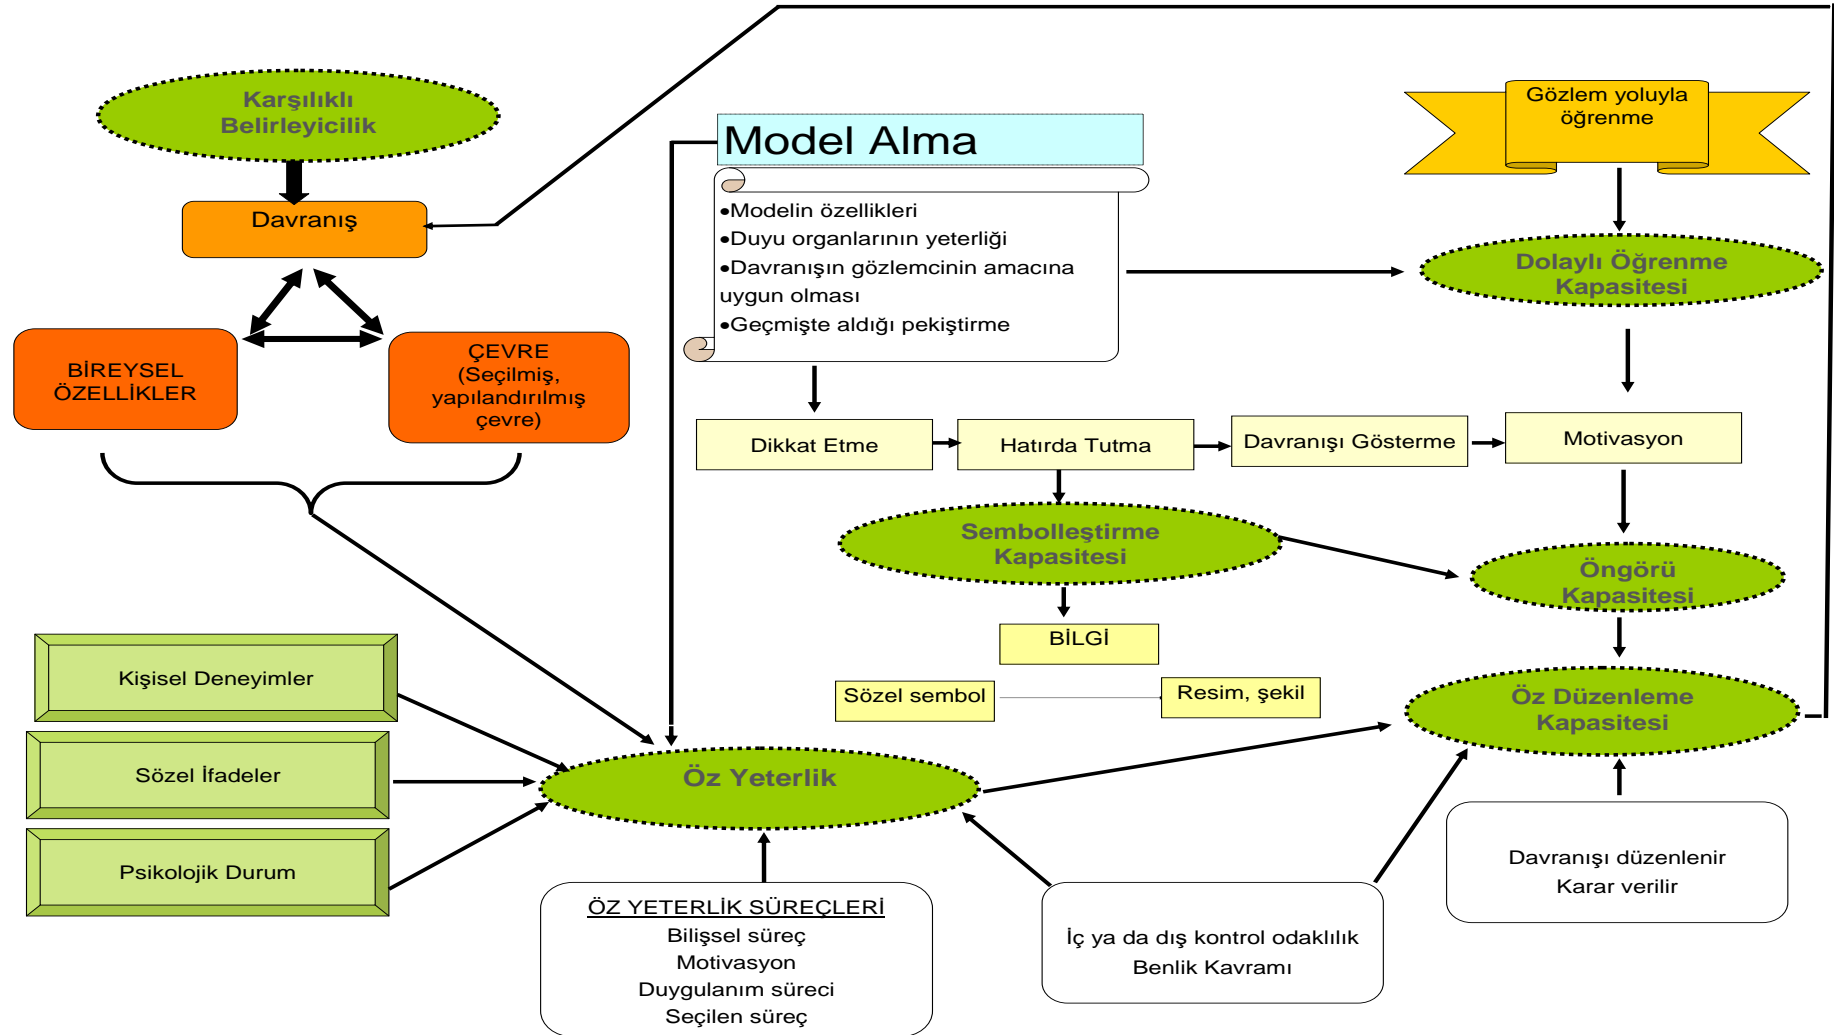 Karşılıklı
Belirleyicilik
Davranış
BİREYSEL
ÖZELLİKLER
ÇEVRE
(Seçilmiş,
yapılandırılmış
çevre)
Model Alma
•Modelin özellikleri
•Duyu organlarının yeterliği
•Davranışın gözlemcinin amacına
uygun olması
•Geçmişte aldığı pekiştirme
Gözlem yoluyla
öğrenme
Dolaylı Öğrenme
Kapasitesi
Dikkat Etme
Hatırda Tutma
Davranışı Gösterme
Motivasyon
Sembolleştirme
Kapasitesi
Öngörü
Kapasitesi
BİLGİ
Sözel sembol
Resim, şekil
Öz Düzenleme
Kapasitesi
Kişisel Deneyimler
Sözel İfadeler
Psikolojik Durum
Öz Yeterlik
ÖZ YETERLİK SÜREÇLERİ
Bilişsel süreç
Motivasyon
Duygulanım süreci
Seçilen süreç
İç ya da dış kontrol odaklılık
Benlik Kavramı
Davranışı düzenlenir
Karar verilir